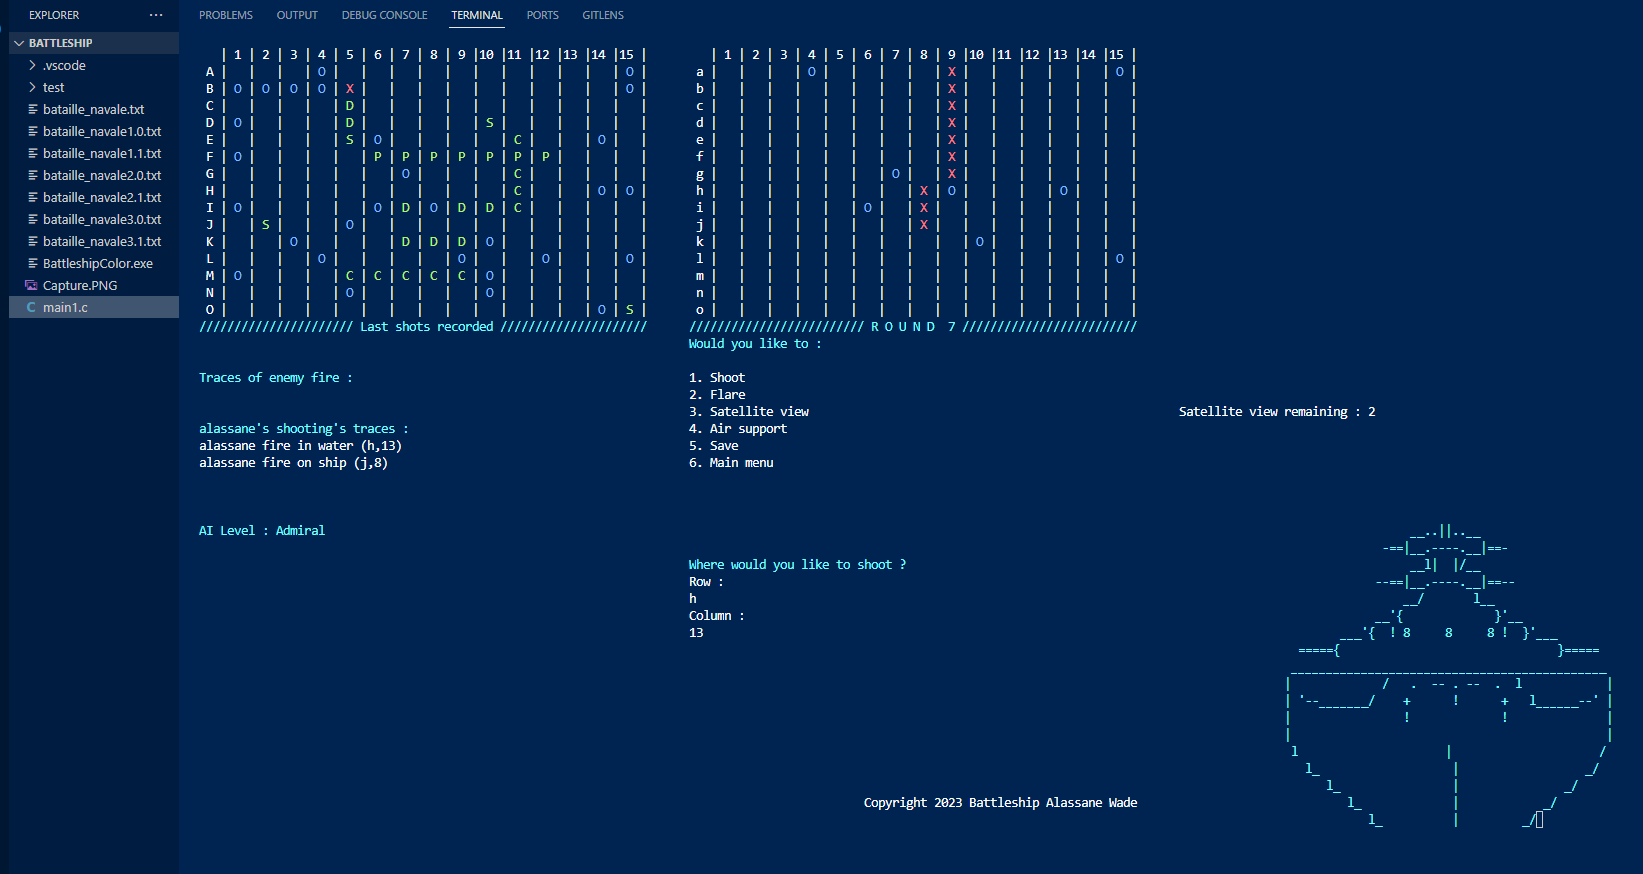 EXPLORER ...
BATTLESHIP
.vscode
test
bataille_navale.txt
bataille_navale1.0.txt
bataille_navale1.1.txt
bataille_navale2.0.txt
bataille_navale2.1.txt
bataille_navale3.0.txt
bataille_navale3.1.txt
BattleshipColor.exe
Capture.PNG
C main1.c
PROBLEMS OUTPUT DEBUG CONSOLE TERMINAL PORTS GITLENS
| 1 | 2 | 3 | 4 | 5 | 6 | 7 | 8 | 9 |10 |11 |12 |13 |14 |15 |
A | | | | O | | | | | | | | | | | O |
B | O | O | O | O | X | | | | | | | | | | O |
C | | | | | D | | | | | | | | | | |
D | O | | | | D | | | | | S | | | | | |
E | | | | | S | O | | | | | C | | | O | |
F | O | | | | | P | P | P | P | P | P | P | | | |
G | | | | | | | O | | | | C | | | | |
H | | | | | | | | | | | C | | | O | O |
I | O | | | | | O | D | O | D | D | C | | | | |
J | | S | | | O | | | | | | | | | | |
K | | | O | | | | D | D | D | O | | | | | |
L | | | | O | | | | | O | | | O | | | O |
M | O | | | | C | C | C | C | C | O | | | | | |
N | | | | | O | | | | | O | | | | | |
O | | | | | | | | | | | | | | O | S |
////////////////////// Last shots recorded /////////////////////
| 1 | 2 | 3 | 4 | 5 | 6 | 7 | 8 | 9 |10 |11 |12 |13 |14 |15 |
a | | | | O | | | | | X | | | | | | O |
b | | | | | | | | | X | | | | | | |
c | | | | | | | | | X | | | | | | |
d | | | | | | | | | X | | | | | | |
e | | | | | | | | | X | | | | | | |
f | | | | | | | | | X | | | | | | |
g | | | | | | | O | | X | | | | | | |
h | | | | | | | | X | O | | | | O | | |
i | | | | | | O | | X | | | | | | | |
j | | | | | | | | X | | | | | | | |
k | | | | | | | | | | O | | | | | |
l | | | | | | | | | | | | | | | O |
m | | | | | | | | | | | | | | | |
n | | | | | | | | | | | | | | | |
o | | | | | | | | | | | | | | | |
///////////////////////// R O U N D 7 /////////////////////////
Traces of enemy fire :
alassane's shooting's traces :
alassane fire in water (h,13)
alassane fire on ship (j,8)
AI Level : Admiral
Would you like to :
1. Shoot
2. Flare
3. Satellite view
4. Air support
5. Save
6. Main menu
Satellite view remaining : 2
Where would you like to shoot ?
Row :
h
Column :
13
Copyright 2023 Battleship Alassane Wade